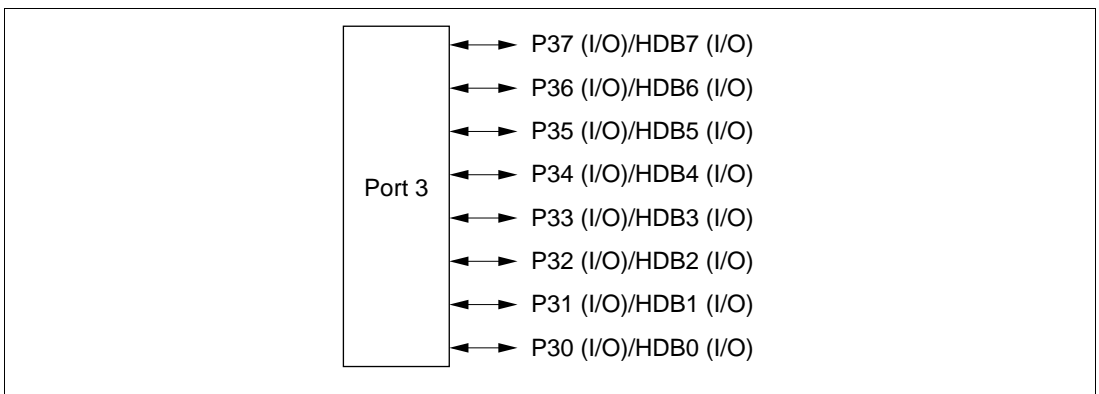 P37 (I/O)/HDB7 (I/O)
P36 (I/O)/HDB6 (I/O)
P35 (I/O)/HDB5 (I/O)
P34 (I/O)/HDB4 (I/O)
Port 3
P33 (I/O)/HDB3 (I/O)
P32 (I/O)/HDB2 (I/O)
P31 (I/O)/HDB1 (I/O)
P30 (I/O)/HDB0 (I/O)